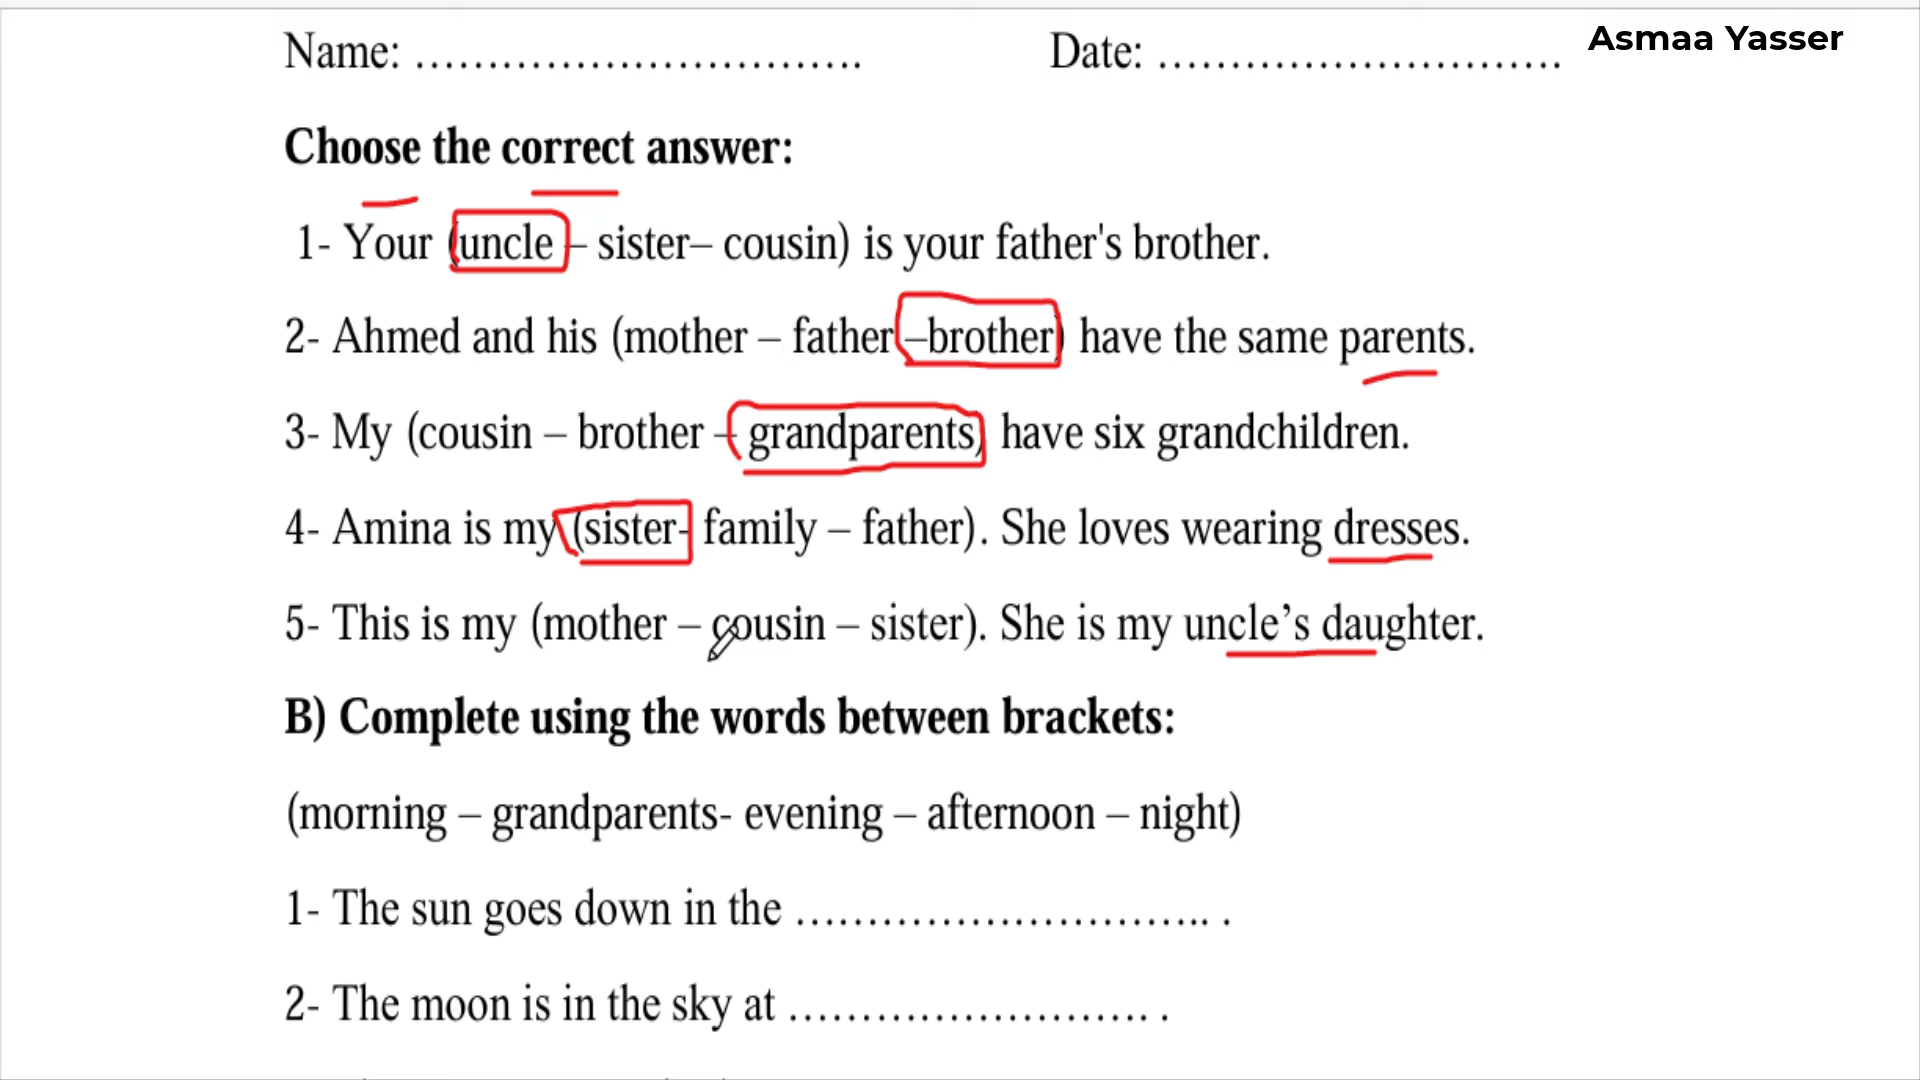 Name: ………………………………. Date: ……………………………. Asmaa Yasser
Choose the correct answer:
1- Your (uncle – sister– cousin) is your father's brother.
2- Ahmed and his (mother – father –brother) have the same parents.
3- My (cousin – brother – grandparents) have six grandchildren.
4- Amina is my (sister- family – father). She loves wearing dresses.
5- This is my (mother – cousin – sister). She is my uncle’s daughter.
B) Complete using the words between brackets:
(morning – grandparents- evening – afternoon – night)
1- The sun goes down in the …………………………….. .
2- The moon is in the sky at ………………………… .